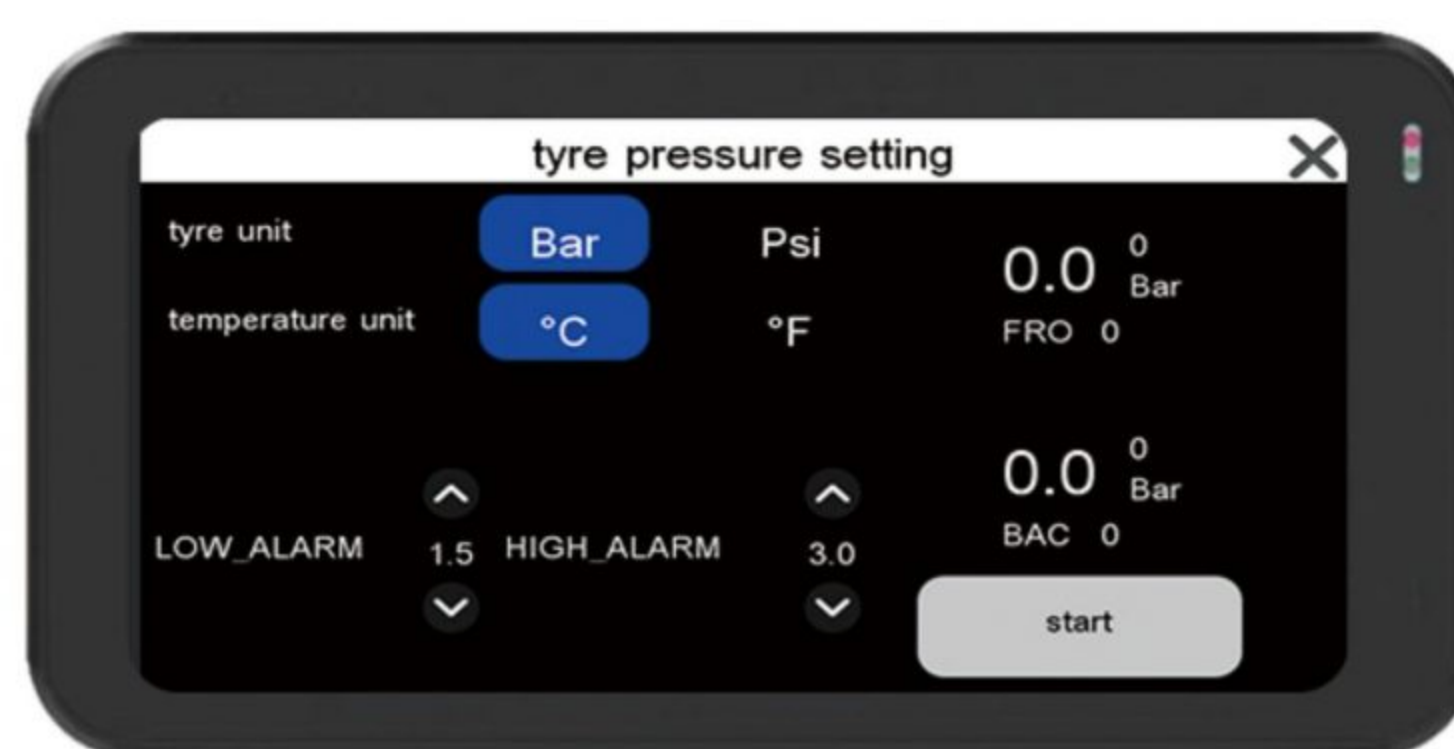 tyre pressure setting
tyre unit Bar Psi
temperature unit °C °F
0.0 0 Bar
FRO 0
0.0 0 Bar
BAC 0
LOW_ALARM 1.5 HIGH_ALARM 3.0
start